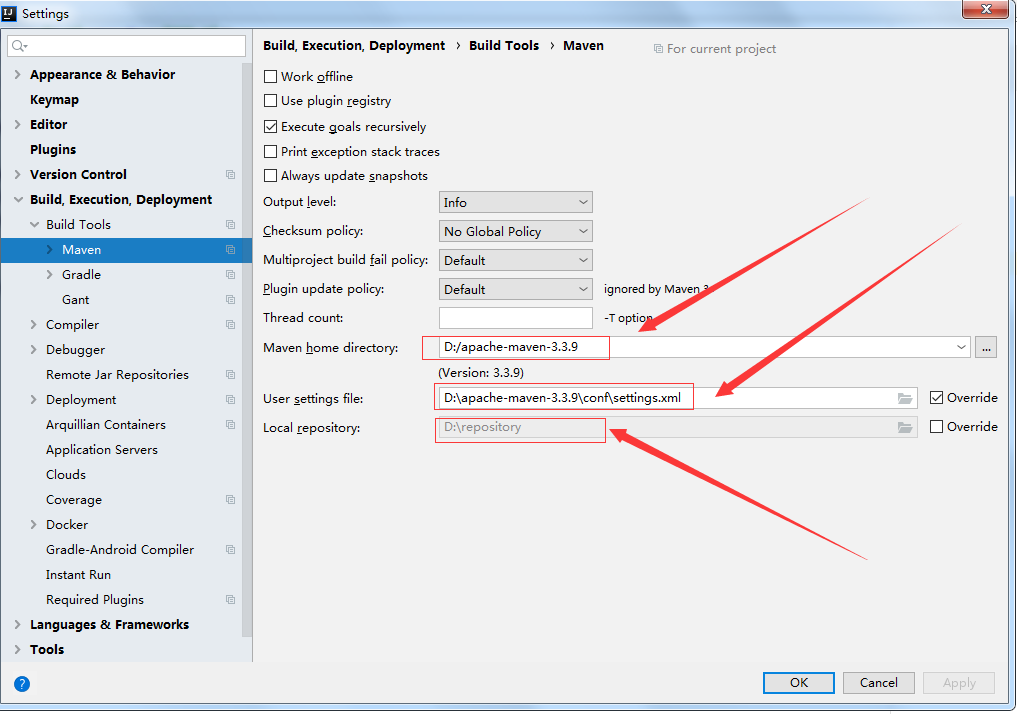 Settings
Build, Execution, Deployment › Build Tools › Maven
For current project
Appearance & Behavior
Keymap
Editor
Plugins
Version Control
Build, Execution, Deployment
Build Tools
Maven
Gradle
Gant
Compiler
Debugger
Remote Jar Repositories
Deployment
Arquillian Containers
Application Servers
Clouds
Coverage
Docker
Gradle-Android Compiler
Instant Run
Required Plugins
Languages & Frameworks
Tools
Work offline
Use plugin registry
Execute goals recursively
Print exception stack traces
Always update snapshots
Output level: Info
Checksum policy: No Global Policy
Multiproject build fail policy: Default
Plugin update policy: Default ignored by Maven 3
Thread count: -T option
Maven home directory: D:/apache-maven-3.3.9 ...
(Version: 3.3.9)
User settings file: D:\apache-maven-3.3.9\conf\settings.xml Override
Local repository: D:\repository Override
? OK Cancel Apply